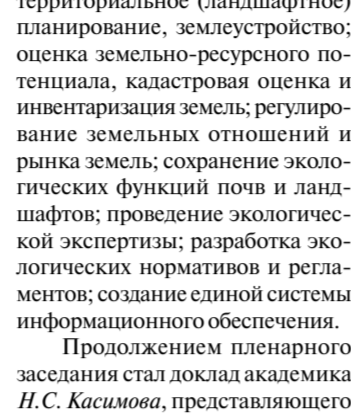 территориальное (ландшафтное)
планирование, землеустройство;
оценка земельно-ресурсного по-
тенциала, кадастровая оценка и
инвентаризация земель; регулиро-
вание земельных отношений и
рынка земель; сохранение эколо-
гических функций почв и ланд-
шафтов; проведение экологичес-
кой экспертизы; разработка эко-
логических нормативов и регла-
ментов; создание единой системы
информационного обеспечения.
Продолжением пленарного
заседания стал доклад академика
Н.С. Касимова, представляющего